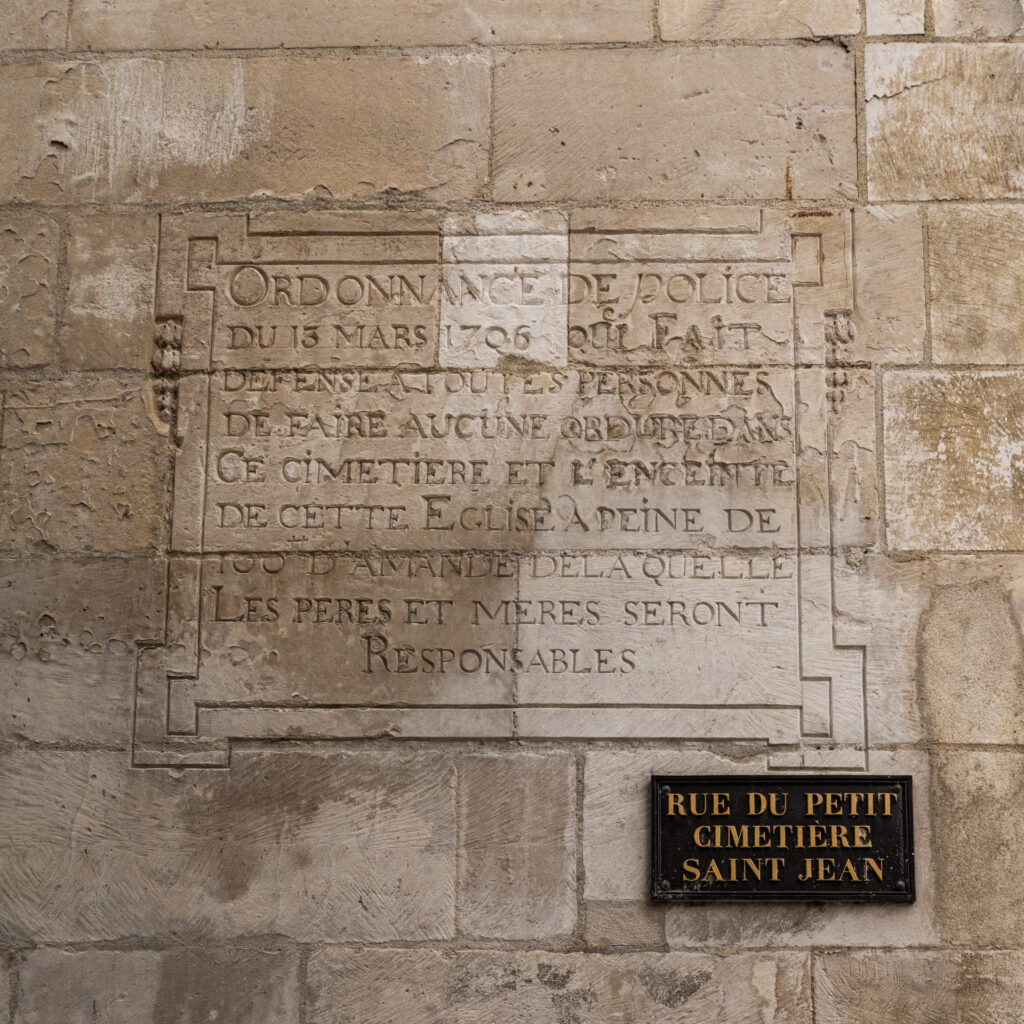 ORDONNANCE DE POLICE
DU 13 MARS 1706 QUI FAIT
DEFENSE A TOUTES PERSONNES
DE FAIRE AUCUNE ORDURE DANS
CE CIMETIERE ET L'ENCEINTE
DE CETTE EGLISE A PEINE DE
100 D'AMANDE DE LA QUELLE
LES PERES ET MERES SERONT
RESPONSABLES
RUE DU PETIT
CIMETIÈRE
SAINT JEAN